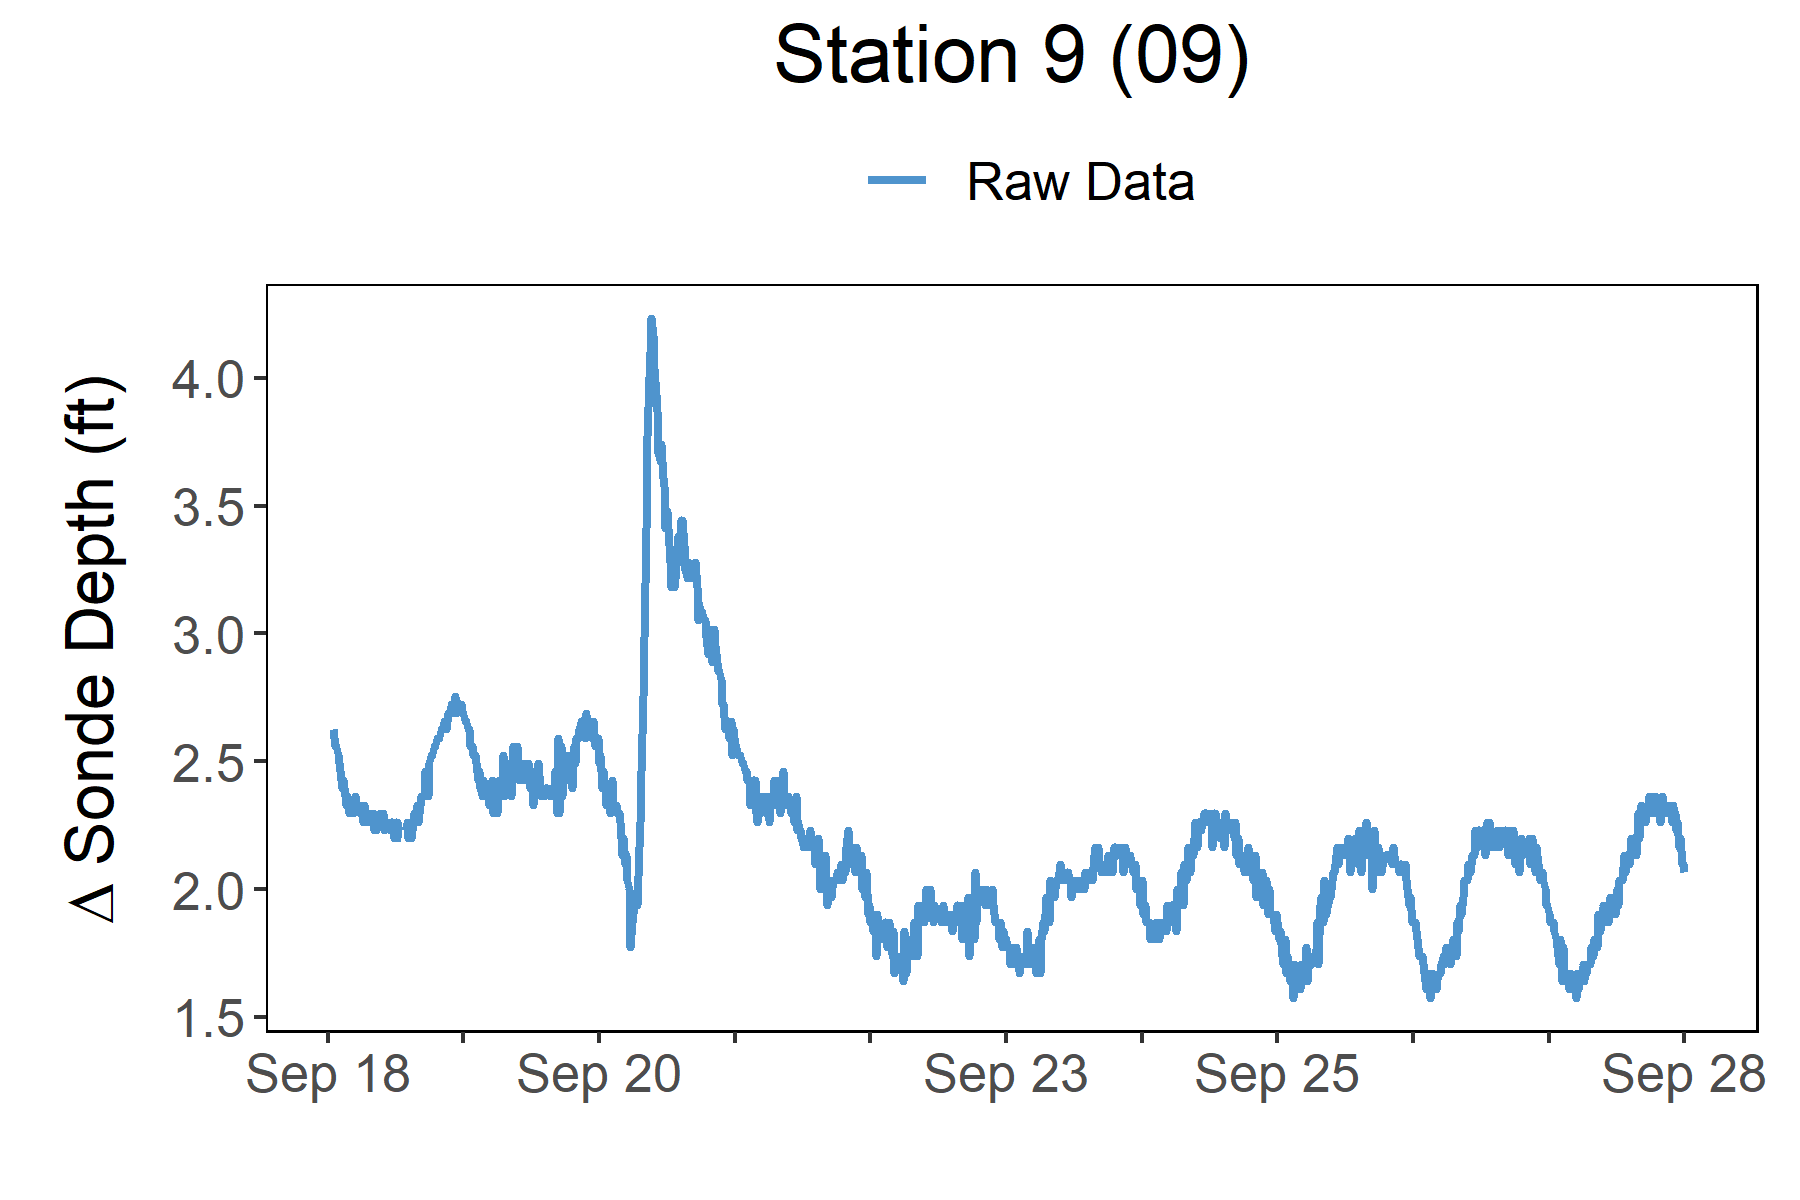 Station 9 (09)
Raw Data
Δ Sonde Depth (ft)
4.0
3.5
3.0
2.5
2.0
1.5
Sep 18 Sep 20 Sep 23 Sep 25 Sep 28